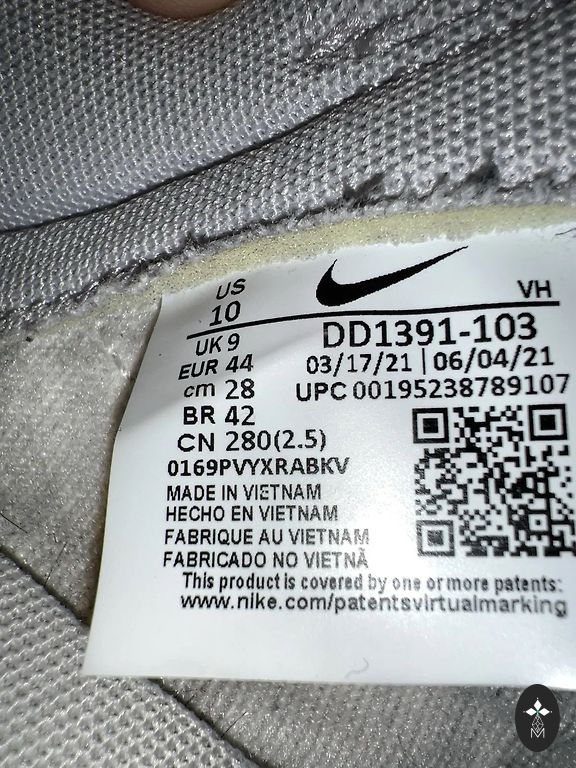 US
10
VH
UK 9
DD1391-103
EUR 44
03/17/21 | 06/04/21
cm 28
UPC 00195238789107
BR 42
CN 280(2.5)
0169PVYXRABKV
MADE IN VIETNAM
HECHO EN VIETNAM
FABRIQUE AU VIETNAM
FABRICADO NO VIETNÃ
This product is covered by one or more patents:
www.nike.com/patentsvirtualmarking
M